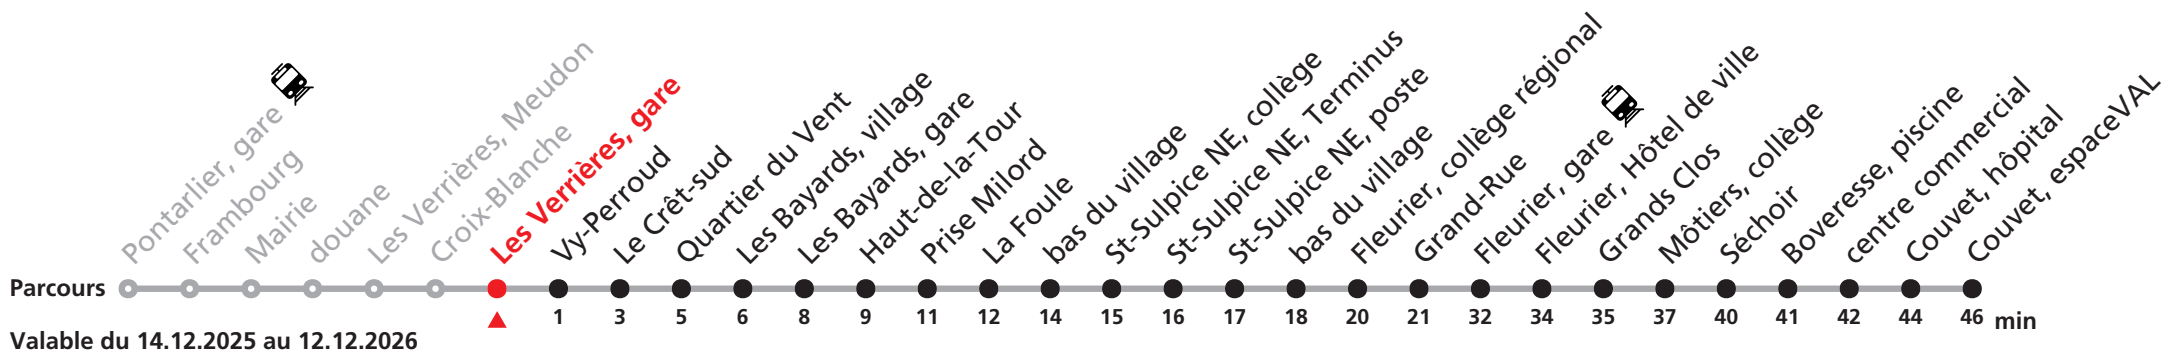 Pontarlier, gare
Frambourg
Mairie
douane
Les Verrières, Meudon
Croix-Blanche
Les Verrières, gare
Vy-Perroud
Le Crêt-sud
Quartier du Vent
Les Bayards, village
Les Bayards, gare
Haut-de-la-Tour
Prise Milord
La Foule
bas du village
St-Sulpice NE, collège
St-Sulpice NE, Terminus
St-Sulpice NE, poste
bas du village
Fleurier, collège régional
Grand-Rue
Fleurier, gare
Fleurier, Hôtel de ville
Grands Clos
Môtiers, collège
Séchoir
Boveresse, piscine
centre commercial
Couvet, hôpital
Couvet, espaceVAL
Parcours
1 3 5 6 8 9 11 12 14 15 16 17 18 20 21 32 34 35 37 40 41 42 44 46 min
Valable du 14.12.2025 au 12.12.2026